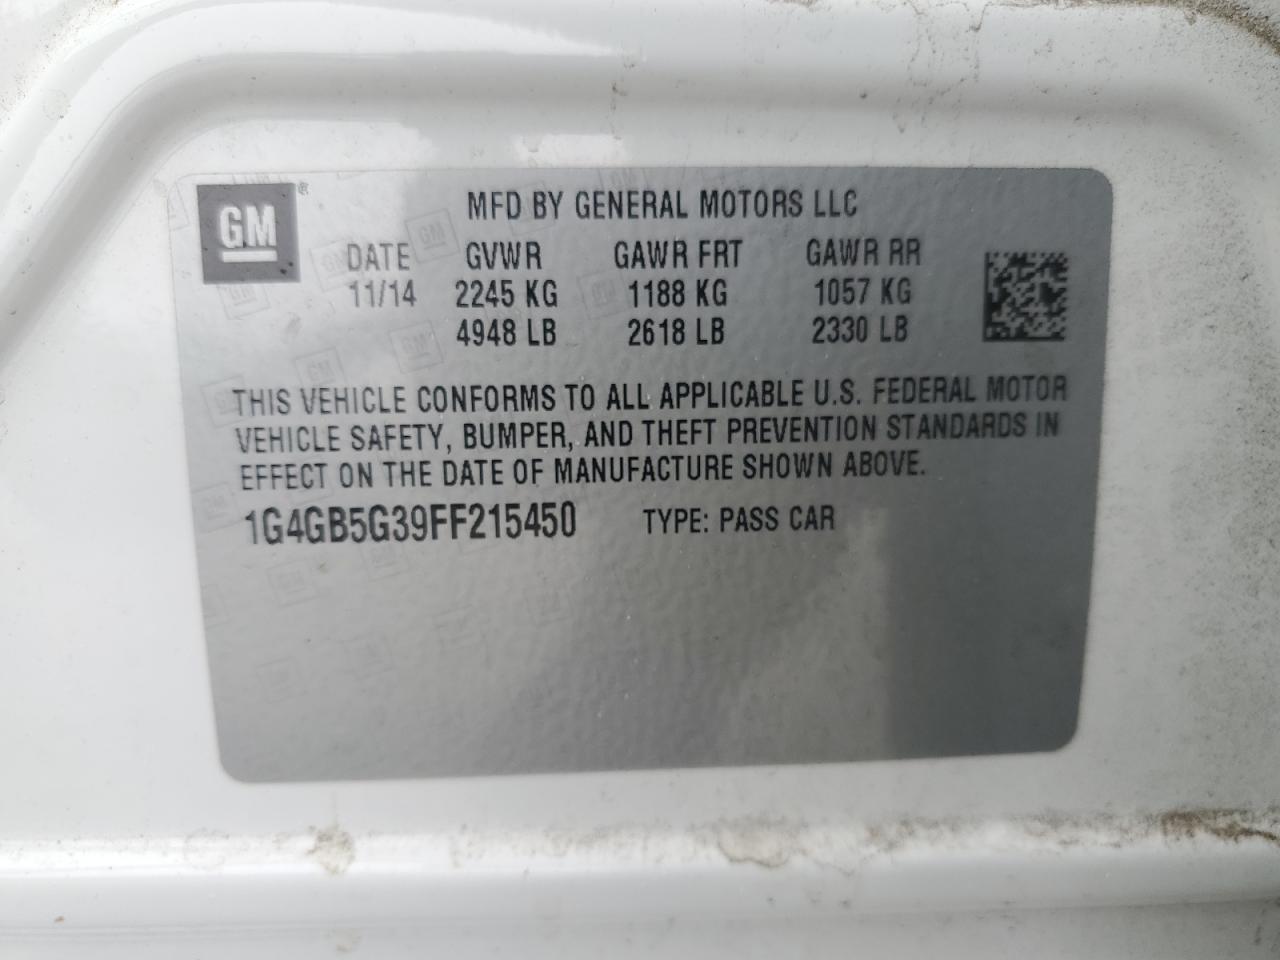 GM ®
MFD BY GENERAL MOTORS LLC
DATE GVWR GAWR FRT GAWR RR
11/14 2245 KG 1188 KG 1057 KG
4948 LB 2618 LB 2330 LB
THIS VEHICLE CONFORMS TO ALL APPLICABLE U.S. FEDERAL MOTOR
VEHICLE SAFETY, BUMPER, AND THEFT PREVENTION STANDARDS IN
EFFECT ON THE DATE OF MANUFACTURE SHOWN ABOVE.
1G4GB5G39FF215450 TYPE: PASS CAR